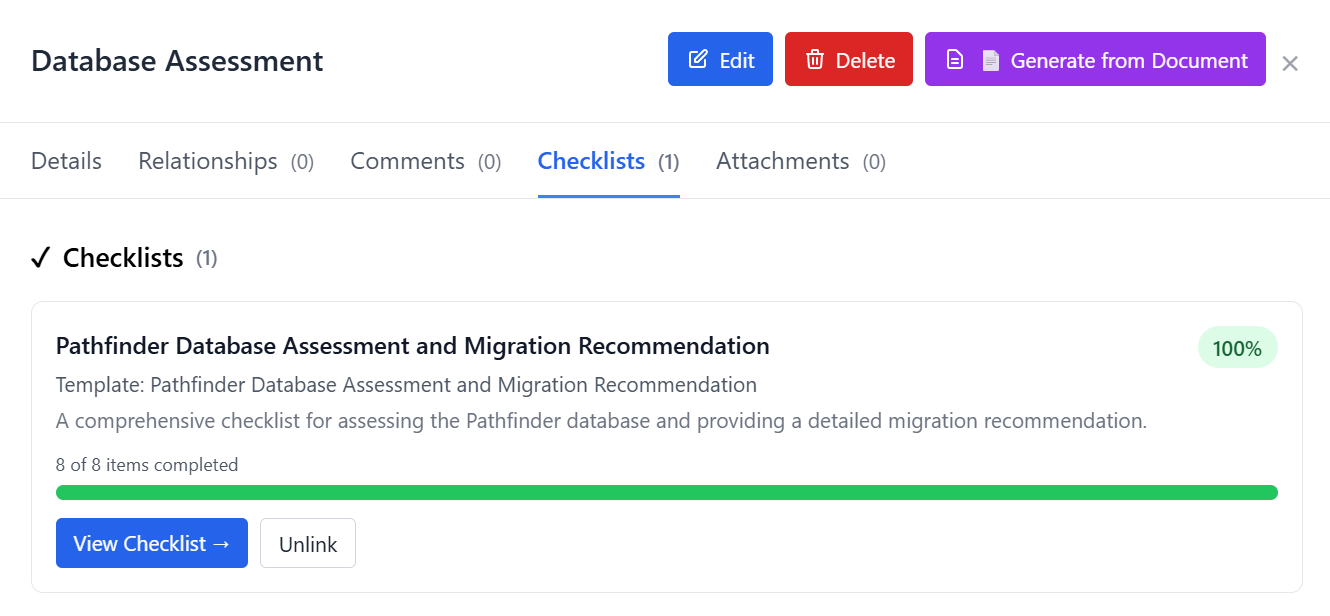 Database Assessment
Edit
Delete
Generate from Document
Details
Relationships (0)
Comments (0)
Checklists (1)
Attachments (0)
Checklists (1)
Pathfinder Database Assessment and Migration Recommendation
100%
Template: Pathfinder Database Assessment and Migration Recommendation
A comprehensive checklist for assessing the Pathfinder database and providing a detailed migration recommendation.
8 of 8 items completed
View Checklist →
Unlink